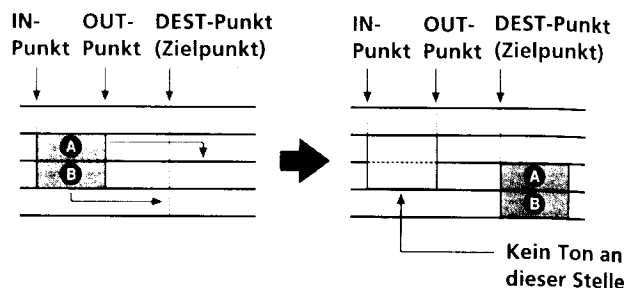 IN-
Punkt
OUT-
Punkt
DEST-Punkt
(Zielpunkt)
A
B
IN-
Punkt
OUT-
Punkt
DEST-Punkt
(Zielpunkt)
A
B
Kein Ton an
dieser Stelle